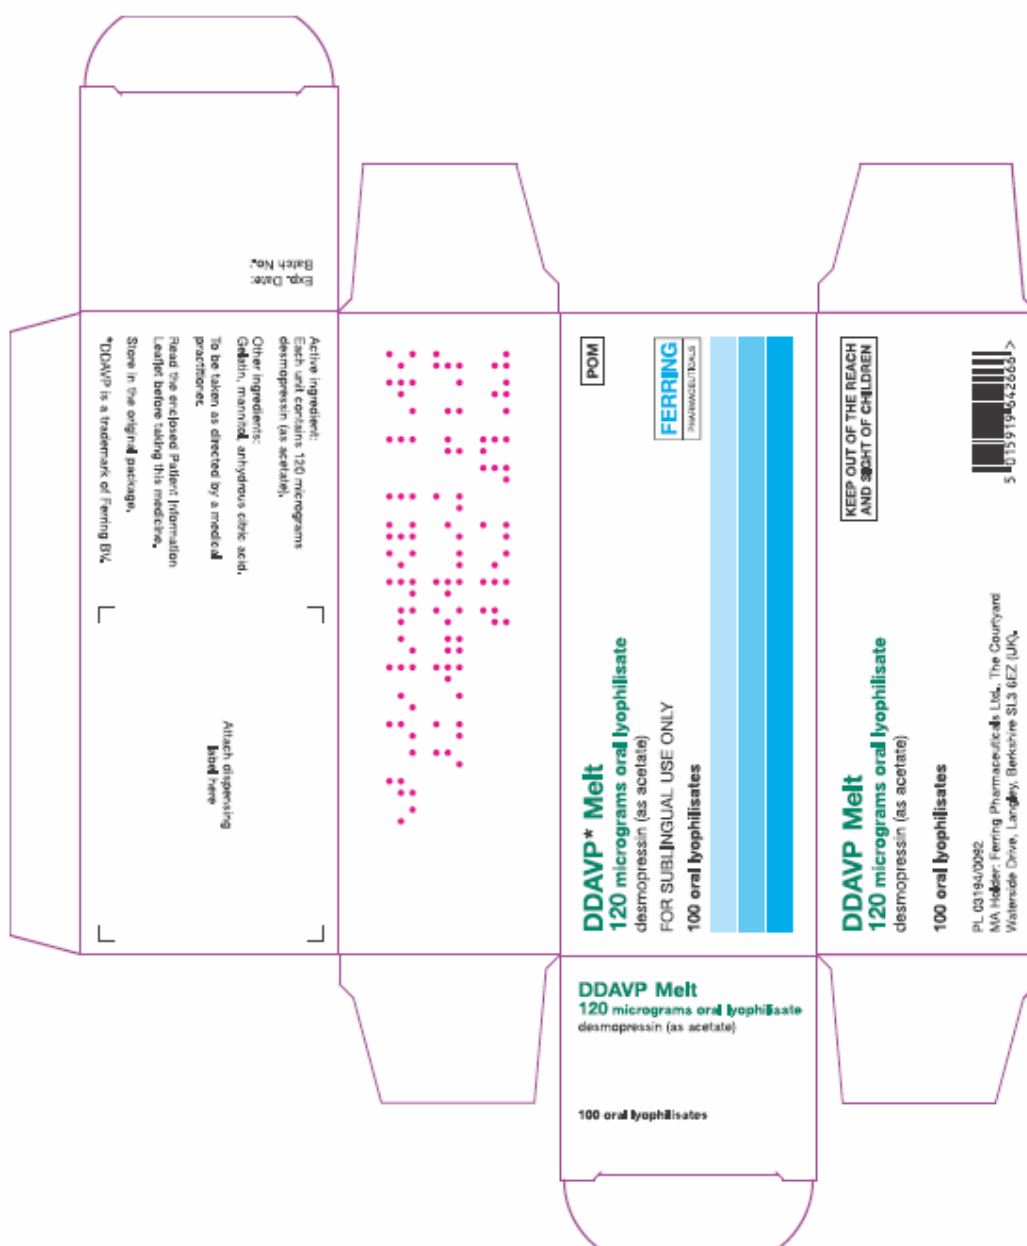 Exp. Date:
Batch No.:
Active ingredient:
Each unit contains 120 micrograms
desmopressin (as acetate).
Other ingredients:
Gelatin, mannitol, anhydrous citric acid.
To be taken as directed by a medical
practitioner.
Read the enclosed Patient Information
Leaflet before taking this medicine.
Store in the original package.
*DDAVP is a trademark of Ferring BV.
Attach dispensing
label here
POM
FERRING
PHARMACEUTICALS
DDAVP* Melt
120 micrograms oral lyophilisate
desmopressin (as acetate)
FOR SUBLINGUAL USE ONLY
100 oral lyophilisates
KEEP OUT OF THE REACH
AND SIGHT OF CHILDREN
5 015919 642666 >
DDAVP Melt
120 micrograms oral lyophilisate
desmopressin (as acetate)
100 oral lyophilisates
PL 03194/0092
MA Holder: Ferring Pharmaceuticals Ltd., The Courtyard
Waterside Drive, Langley, Berkshire SL3 6EZ (UK).
DDAVP Melt
120 micrograms oral lyophilisate
desmopressin (as acetate)
100 oral lyophilisates